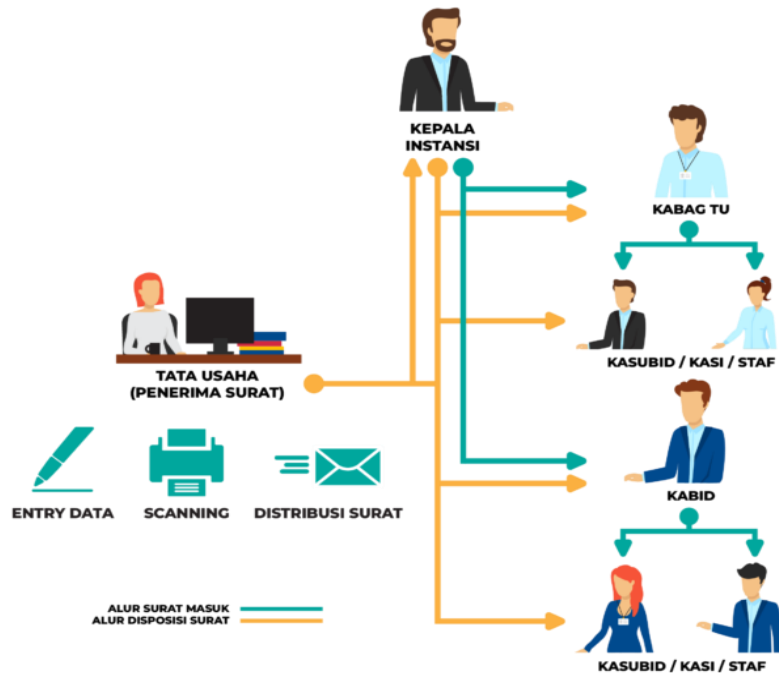 KEPALA
INSTANSI
KABAG TU
KASUBID / KASI / STAF
TATA USAHA
(PENERIMA SURAT)
ENTRY DATA
SCANNING
DISTRIBUSI SURAT
KABID
ALUR SURAT MASUK
ALUR DISPOSISI SURAT
KASUBID / KASI / STAF